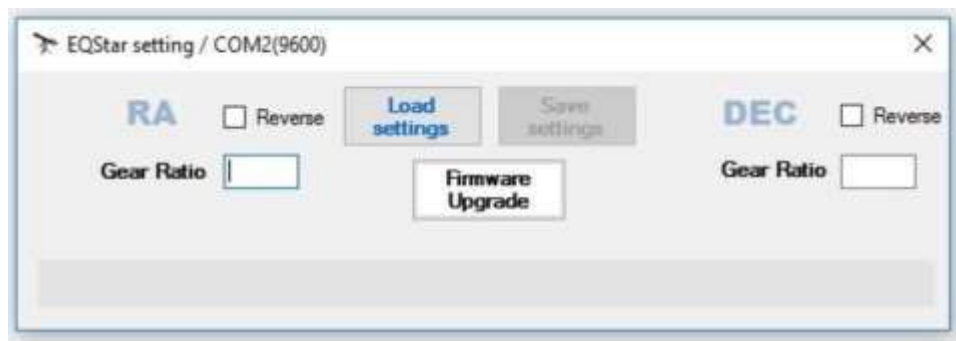 EQStar setting / COM2(9600)
RA
Reverse
Load
settings
Save
settings
DEC
Reverse
Gear Ratio
Firmware
Upgrade
Gear Ratio